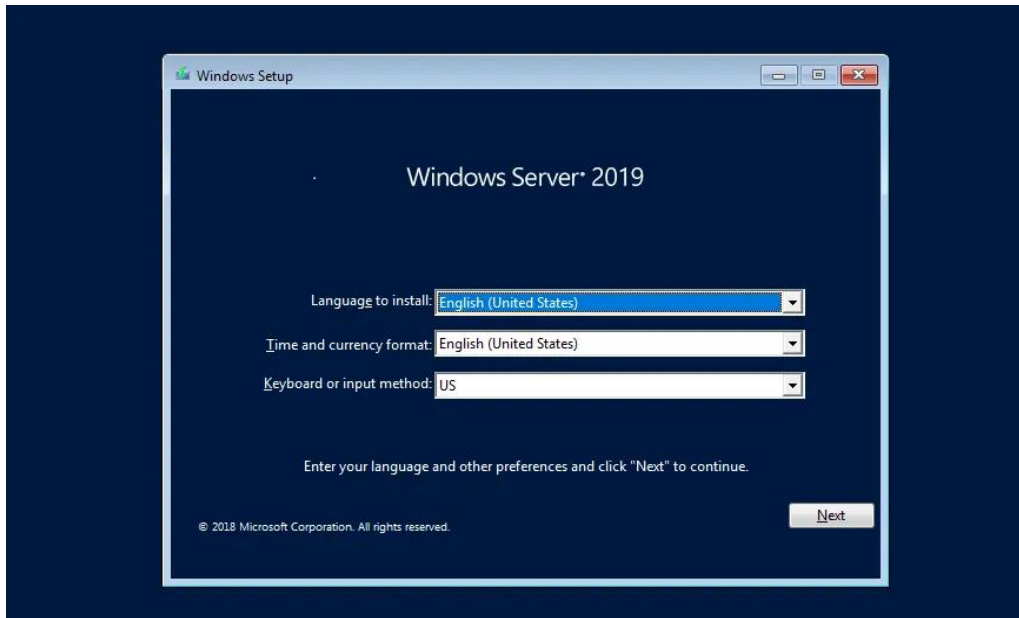 Windows Setup
Windows Server® 2019
Language to install: English (United States)
Time and currency format: English (United States)
Keyboard or input method: US
Enter your language and other preferences and click "Next" to continue.
Next
© 2018 Microsoft Corporation. All rights reserved.